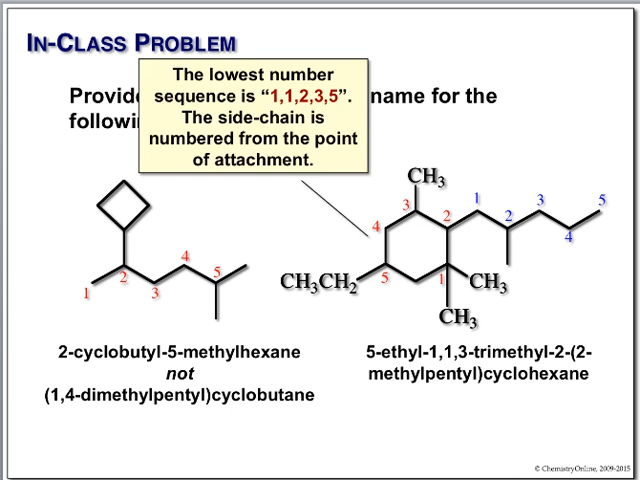 IN-CLASS PROBLEM
The lowest number
sequence is “1,1,2,3,5”.
The side-chain is
numbered from the point
of attachment.
Provide name for the
CH3
1
3
5
3
2
2
4
4
4
5
5
1
CH3CH2
CH3
2
1
3
CH3
2-cyclobutyl-5-methylhexane
not
(1,4-dimethylpentyl)cyclobutane
5-ethyl-1,1,3-trimethyl-2-(2-
methylpentyl)cyclohexane
© ChemistryOnline, 2009-2015